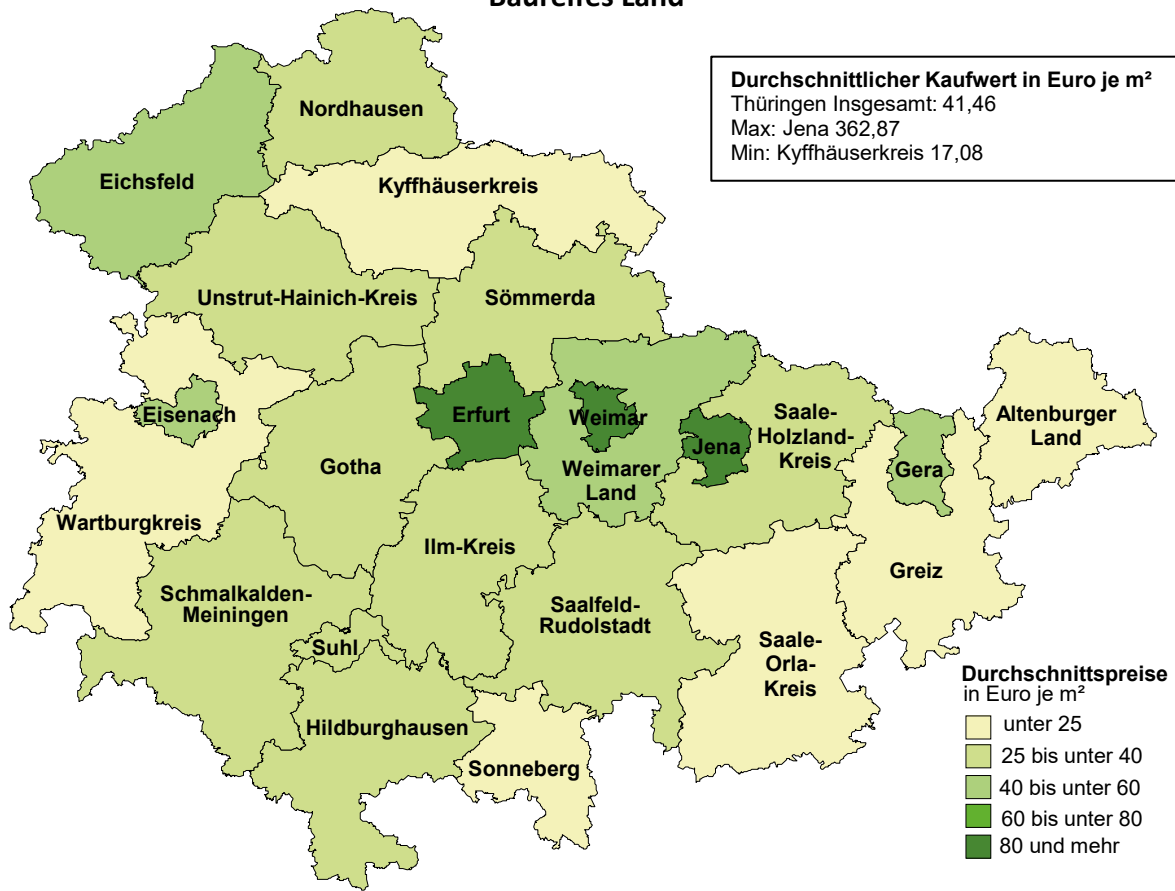 Baureifes Land
Durchschnittlicher Kaufwert in Euro je m²
Thüringen Insgesamt: 41,46
Max: Jena 362,87
Min: Kyffhäuserkreis 17,08
Nordhausen
Eichsfeld
Kyffhäuserkreis
Unstrut-Hainich-Kreis
Sömmerda
Eisenach
Erfurt
Weimar
Jena
Saale-
Holzland-
Kreis
Altenburger
Land
Gotha
Weimarer
Land
Gera
Wartburgkreis
Ilm-Kreis
Greiz
Schmalkalden-
Meiningen
Saalfeld-
Rudolstadt
Suhl
Saale-
Orla-
Kreis
Hildburghausen
Sonneberg
Durchschnittspreise
in Euro je m²
unter 25
25 bis unter 40
40 bis unter 60
60 bis unter 80
80 und mehr